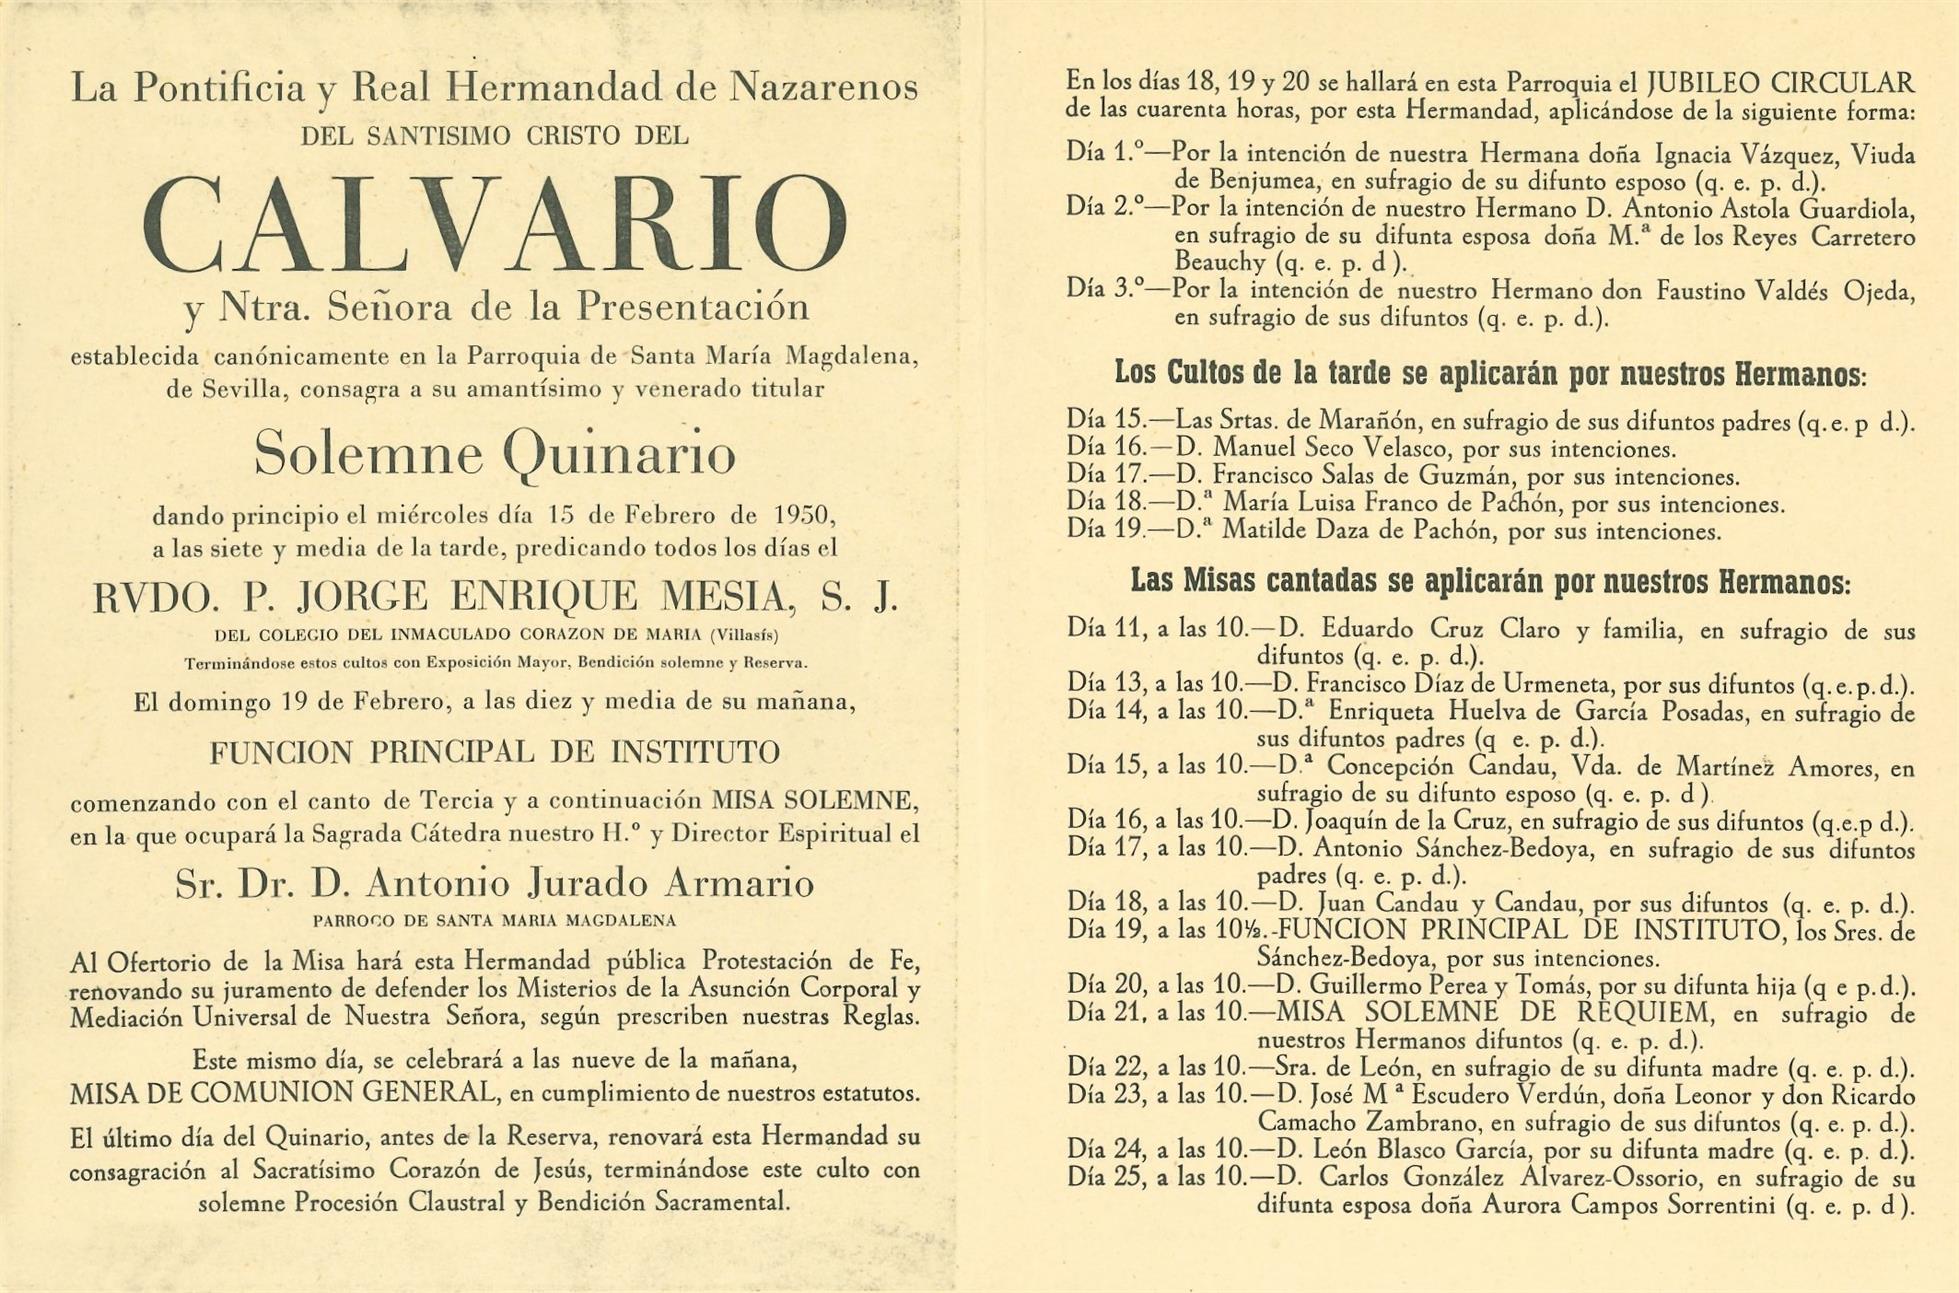 La Pontificia y Real Hermandad de Nazarenos
DEL SANTISIMO CRISTO DEL
CALVARIO
y Ntra. Señora de la Presentación
establecida canónicamente en la Parroquia de Santa María Magdalena,
de Sevilla, consagra a su amantísimo y venerado titular
Solemne Quinario
dando principio el miércoles día 15 de Febrero de 1950,
a las siete y media de la tarde, predicando todos los días el
RVDO. P. JORGE ENRIQUE MESIA, S. J.
DEL COLEGIO DEL INMACULADO CORAZON DE MARIA (Villasís)
Terminándose estos cultos con Exposición Mayor, Bendición solemne y Reserva.
El domingo 19 de Febrero, a las diez y media de su mañana,
FUNCION PRINCIPAL DE INSTITUTO
comenzando con el canto de Tercia y a continuación MISA SOLEMNE,
en la que ocupará la Sagrada Cátedra nuestro H.º y Director Espiritual el
Sr. Dr. D. Antonio Jurado Armario
PARROCO DE SANTA MARIA MAGDALENA
Al Ofertorio de la Misa hará esta Hermandad pública Protestación de Fe,
renovando su juramento de defender los Misterios de la Asunción Corporal y
Mediación Universal de Nuestra Señora, según prescriben nuestras Reglas.
Este mismo día, se celebrará a las nueve de la mañana,
MISA DE COMUNION GENERAL, en cumplimiento de nuestros estatutos.
El último día del Quinario, antes de la Reserva, renovará esta Hermandad su
consagración al Sacratísimo Corazón de Jesús, terminándose este culto con
solemne Procesión Claustral y Bendición Sacramental.
En los días 18, 19 y 20 se hallará en esta Parroquia el JUBILEO CIRCULAR
de las cuarenta horas, por esta Hermandad, aplicándose de la siguiente forma:
Día 1.º—Por la intención de nuestra Hermana doña Ignacia Vázquez, Viuda
de Benjumea, en sufragio de su difunto esposo (q. e. p. d.).
Día 2.º—Por la intención de nuestro Hermano D. Antonio Astola Guardiola,
en sufragio de su difunta esposa doña M.ª de los Reyes Carretero
Beauchy (q. e. p. d ).
Día 3.º—Por la intención de nuestro Hermano don Faustino Valdés Ojeda,
en sufragio de sus difuntos (q. e. p. d.).
Los Cultos de la tarde se aplicarán por nuestros Hermanos:
Día 15.—Las Srtas. de Marañón, en sufragio de sus difuntos padres (q. e. p d.).
Día 16.—D. Manuel Seco Velasco, por sus intenciones.
Día 17.—D. Francisco Salas de Guzmán, por sus intenciones.
Día 18.—D.ª María Luisa Franco de Pachón, por sus intenciones.
Día 19.—D.ª Matilde Daza de Pachón, por sus intenciones.
Las Misas cantadas se aplicarán por nuestros Hermanos:
Día 11, a las 10.—D. Eduardo Cruz Claro y familia, en sufragio de sus
difuntos (q. e. p. d.).
Día 13, a las 10.—D. Francisco Díaz de Urmeneta, por sus difuntos (q. e. p. d.).
Día 14, a las 10.—D.ª Enriqueta Huelva de García Posadas, en sufragio de
sus difuntos padres (q e. p. d.).
Día 15, a las 10.—D.ª Concepción Candau, Vda. de Martínez Amores, en
sufragio de su difunto esposo (q. e. p. d ).
Día 16, a las 10.—D. Joaquín de la Cruz, en sufragio de sus difuntos (q.e.p d.).
Día 17, a las 10.—D. Antonio Sánchez-Bedoya, en sufragio de sus difuntos
padres (q. e. p. d.).
Día 18, a las 10.—D. Juan Candau y Candau, por sus difuntos (q. e. p. d.).
Día 19, a las 10½.-FUNCION PRINCIPAL DE INSTITUTO, los Sres. de
Sánchez-Bedoya, por sus intenciones.
Día 20, a las 10.—D. Guillermo Perea y Tomás, por su difunta hija (q e p. d.).
Día 21, a las 10.—MISA SOLEMNE DE REQUIEM, en sufragio de
nuestros Hermanos difuntos (q. e. p. d.).
Día 22, a las 10.—Sra. de León, en sufragio de su difunta madre (q. e. p. d.).
Día 23, a las 10.—D. José M ª Escudero Verdún, doña Leonor y don Ricardo
Camacho Zambrano, en sufragio de sus difuntos (q. e. p. d.).
Día 24, a las 10.—D. León Blasco García, por su difunta madre (q. e. p. d.).
Día 25, a las 10.—D. Carlos González Alvarez-Ossorio, en sufragio de su
difunta esposa doña Aurora Campos Sorrentini (q. e. p. d ).